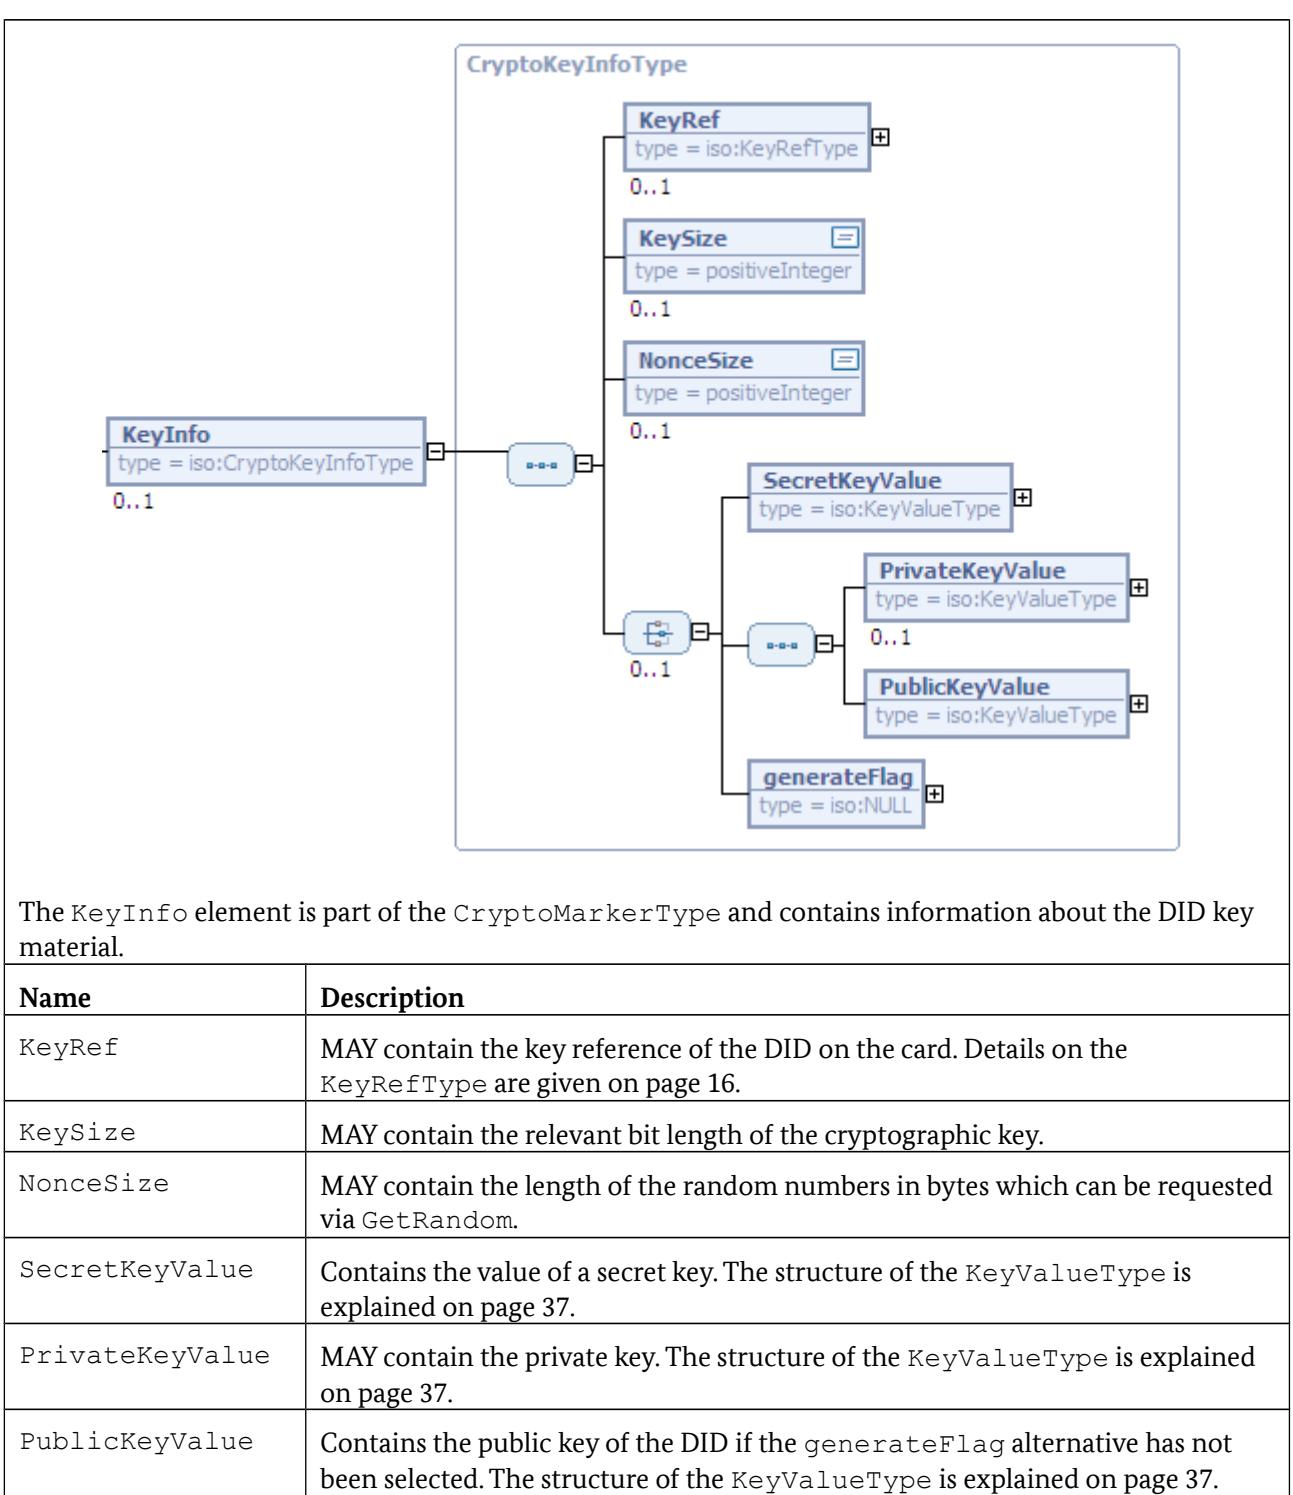 CryptoKeyInfoType
KeyRef
type = iso:KeyRefType
0..1
KeySize
type = positiveInteger
0..1
NonceSize
type = positiveInteger
0..1
KeyInfo
type = iso:CryptoKeyInfoType
0..1
SecretKeyValue
type = iso:KeyValueType
PrivateKeyValue
type = iso:KeyValueType
0..1
0..1
PublicKeyValue
type = iso:KeyValueType
generateFlag
type = iso:NULL
The KeyInfo element is part of the CryptoMarkerType and contains information about the DID key
material.
Name Description
KeyRef MAY contain the key reference of the DID on the card. Details on the
KeyRefType are given on page 16.
KeySize MAY contain the relevant bit length of the cryptographic key.
NonceSize MAY contain the length of the random numbers in bytes which can be requested
via GetRandom.
SecretKeyValue Contains the value of a secret key. The structure of the KeyValueType is
explained on page 37.
PrivateKeyValue MAY contain the private key. The structure of the KeyValueType is explained
on page 37.
PublicKeyValue Contains the public key of the DID if the generateFlag alternative has not
been selected. The structure of the KeyValueType is explained on page 37.